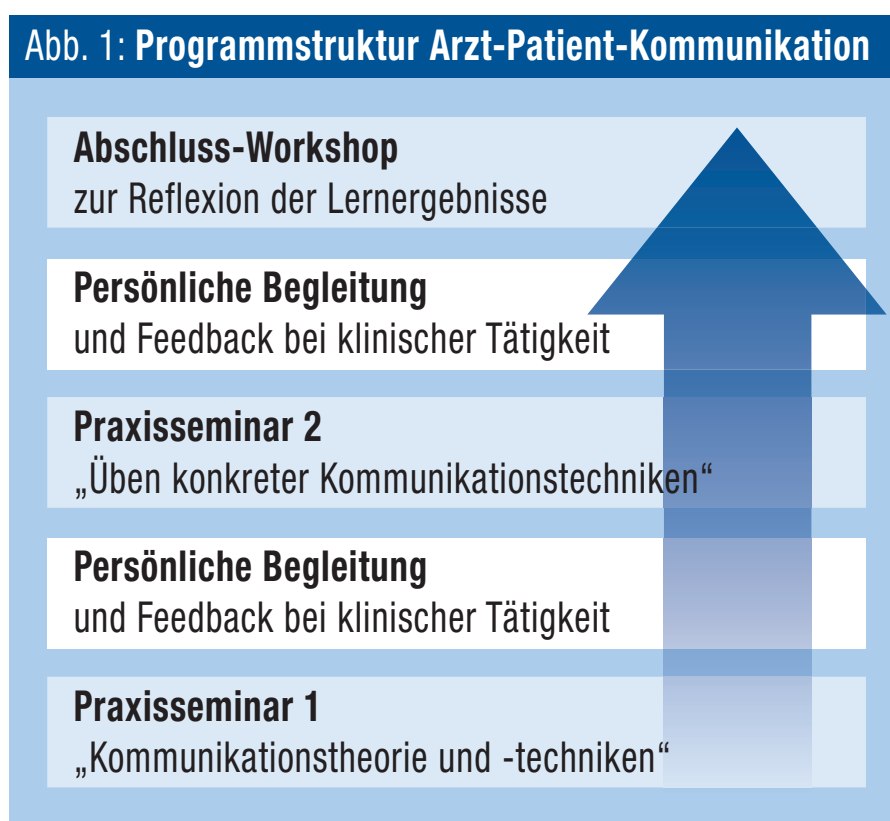 Abb. 1: Programmstruktur Arzt-Patient-Kommunikation
Abschluss-Workshop
zur Reflexion der Lernergebnisse
Persönliche Begleitung
und Feedback bei klinischer Tätigkeit
Praxisseminar 2
„Üben konkreter Kommunikationstechniken“
Persönliche Begleitung
und Feedback bei klinischer Tätigkeit
Praxisseminar 1
„Kommunikationstheorie und -techniken“